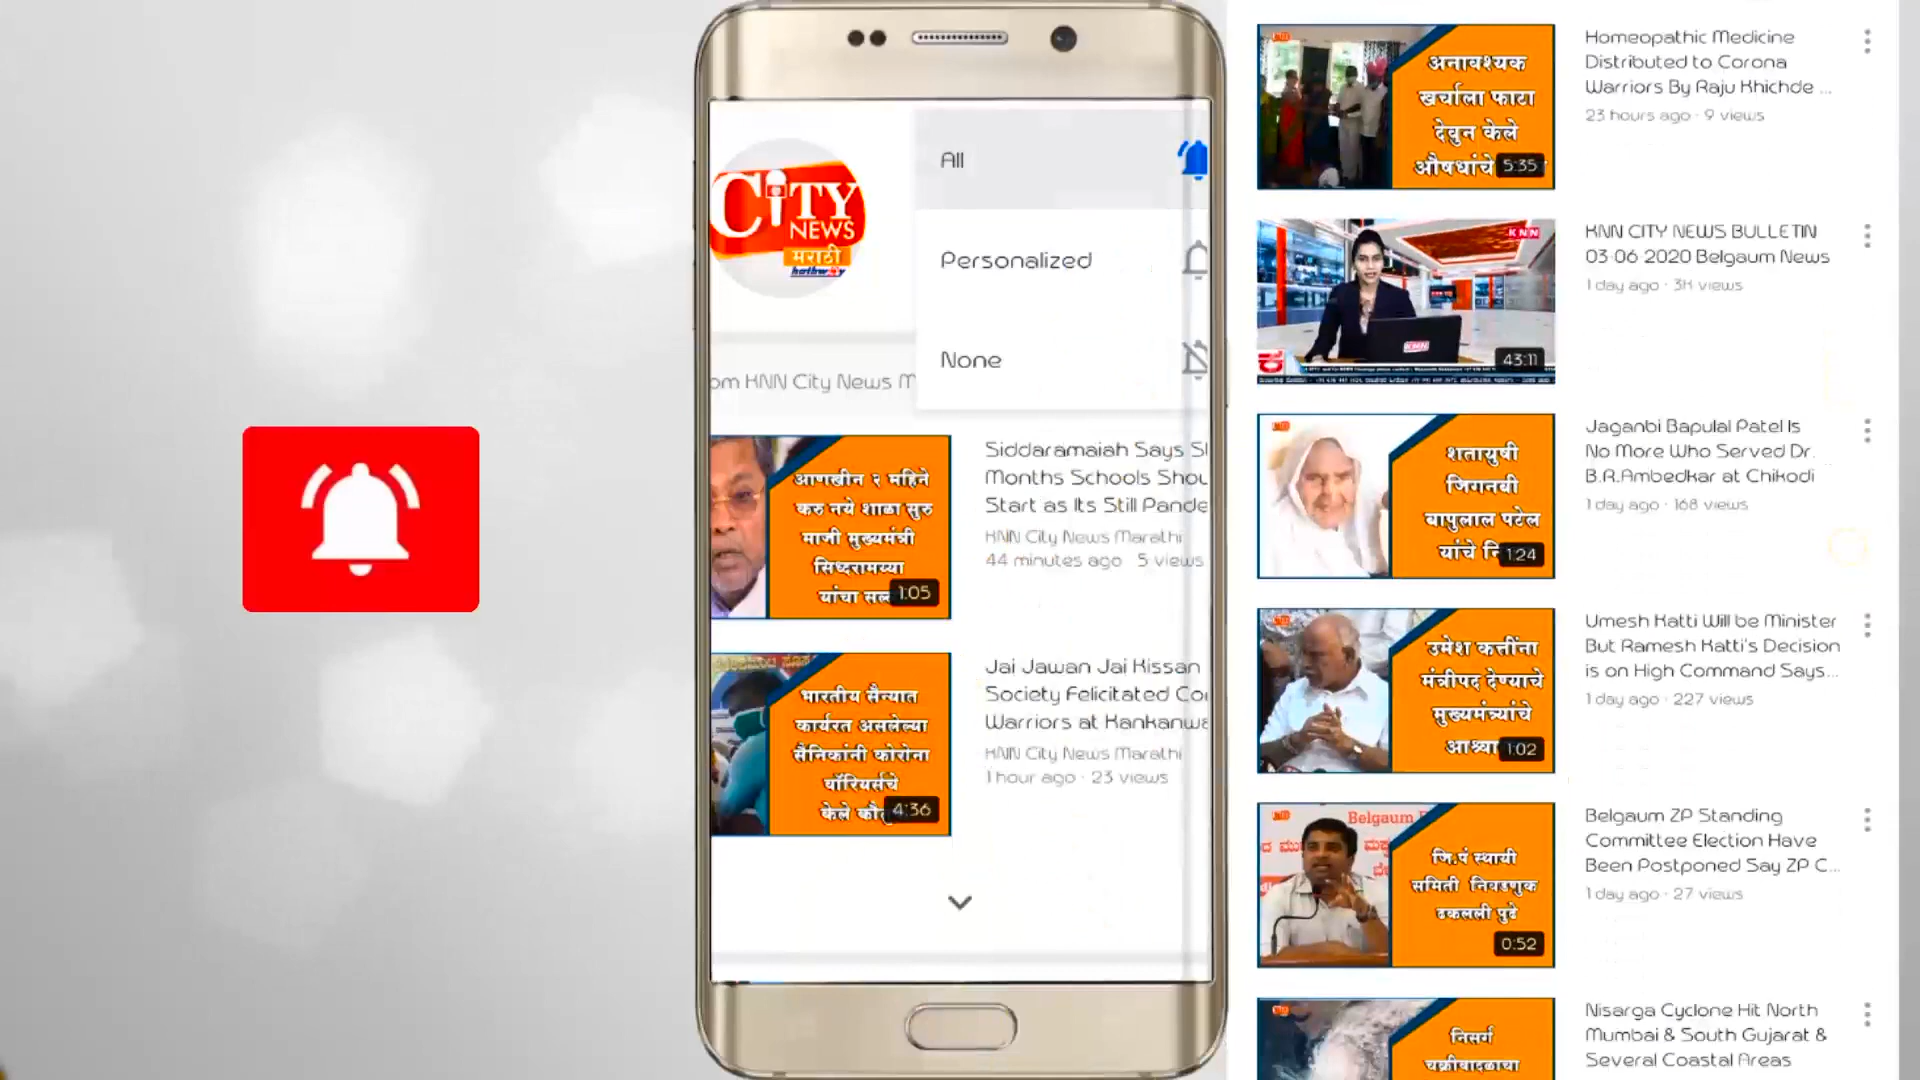 CITY
NEWS
मराठी
hathway
All
Personalized
None
om KNN City News M
आणखीन २ महिने
करु नये शाळा सुरु
माजी मुख्यमंत्री
सिध्दरामय्या
यांचा
1:05
Siddaramaiah Says
Months Schools
Start as Its Still
KNN City News Marathi
44 minutes ago 5 views
भारतीय सैन्यात
कार्यरत असलेल्या
सैनिकांनी कोरोना
वॉरियर्सचे
केले
4:36
Jai Jawan Jai Kissan
Society Felicitated
Warriors at
KNN City News Marathi
1 hour ago · 23 views
अनावश्यक
खर्चाला फाटा
देवुन केले
औषधांचे
5:35
Homeopathic Medicine
Distributed to Corona
Warriors By Raju Khichde ...
23 hours ago · 9 views
KNN
KNN
43:11
KNN CITY NEWS BULLETIN
03-06 2020 Belgaum News
1 day ago · 3K views
शतायुषी
जिगनबी
बापुलाल पटेल
यांचे
1:24
Jaganbi Bapulal Patel Is
No More Who Served Dr.
B.R.Ambedkar at Chikodi
1 day ago · 168 views
उमेश कत्तींना
मंत्रीपद देण्याचे
मुख्यमंत्र्यांचे
1:02
Umesh Katti Will be Minister
But Ramesh Katti's Decision
is on High Command Says...
1 day ago · 227 views
Belgaum
जि.पं स्थायी
समिती निवडणुक
ढकलली पुढे
0:52
Belgaum ZP Standing
Committee Election Have
Been Postponed Say ZP C...
1 day ago · 27 views
निसर्ग
चक्रीवादळाचा
Nisarga Cyclone Hit North
Mumbai & South Gujarat &
Several Coastal Areas